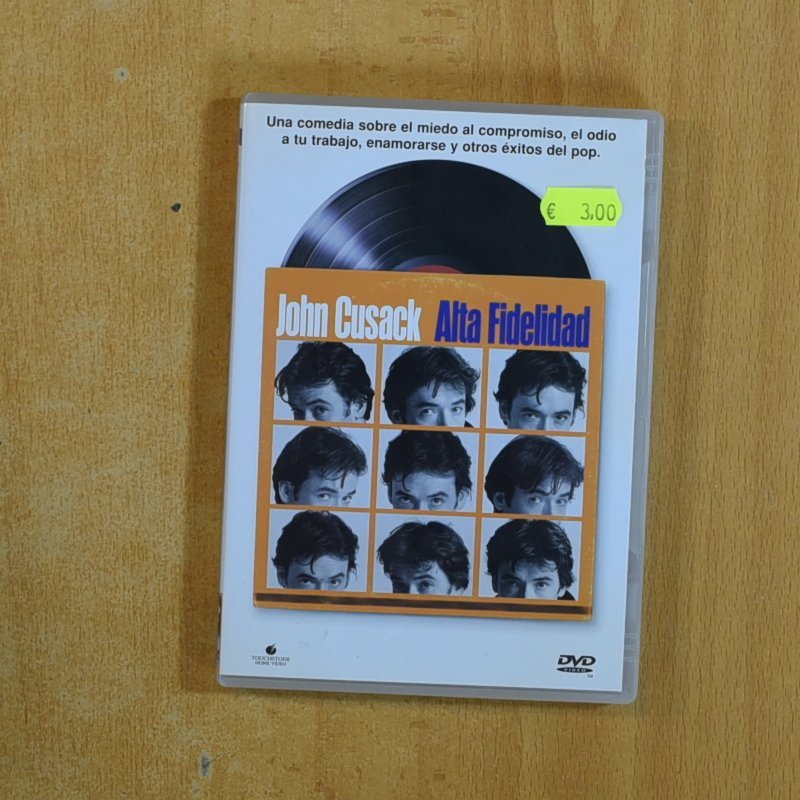 Una comedia sobre el miedo al compromiso, el odio
a tu trabajo, enamorarse y otros éxitos del pop.
€ 3,00
John Cusack Alta Fidelidad
TOUCHSTONE
HOME VIDEO
DVD
VIDEO